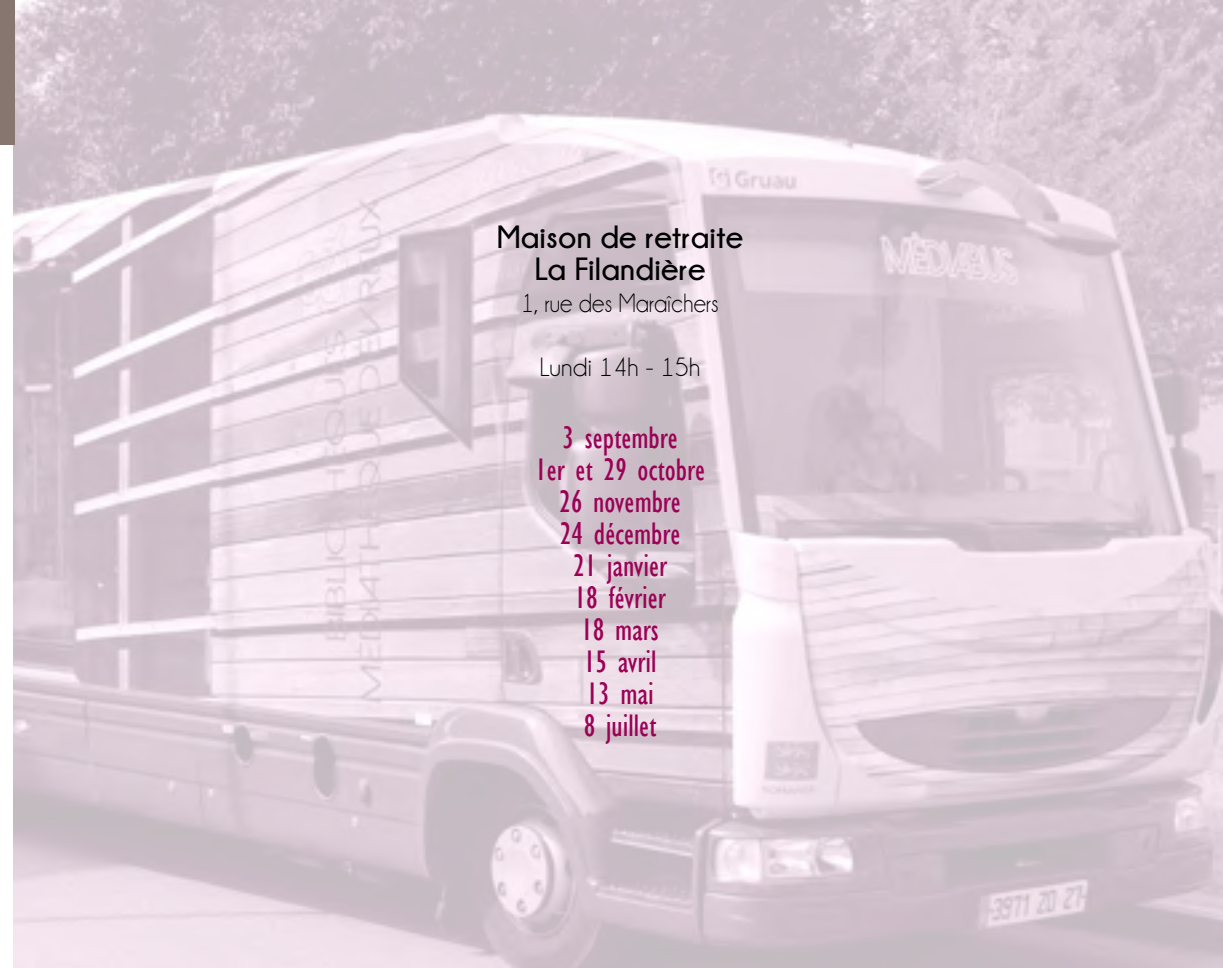 Gruau
MÉDIABUS
Maison de retraite
La Filandière
1, rue des Maraîchers
Lundi 14h - 15h
3 septembre
1er et 29 octobre
26 novembre
24 décembre
21 janvier
18 février
18 mars
15 avril
13 mai
8 juillet
NORMANDIE
3971 ZD 27